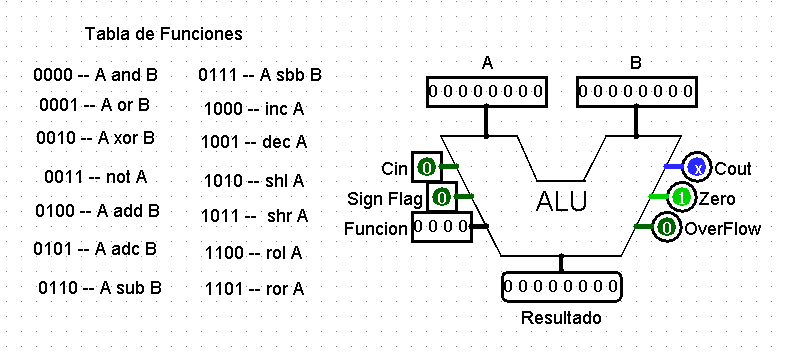 Tabla de Funciones
0000 -- A and B
0001 -- A or B
0010 -- A xor B
0011 -- not A
0100 -- A add B
0101 -- A adc B
0110 -- A sub B
0111 -- A sbb B
1000 -- inc A
1001 -- dec A
1010 -- shl A
1011 -- shr A
1100 -- rol A
1101 -- ror A
A
0 0 0 0 0 0 0 0
B
0 0 0 0 0 0 0 0
Cin 0
Sign Flag 0
Funcion 0 0 0 0
ALU
x Cout
1 Zero
0 OverFlow
0 0 0 0 0 0 0 0
Resultado